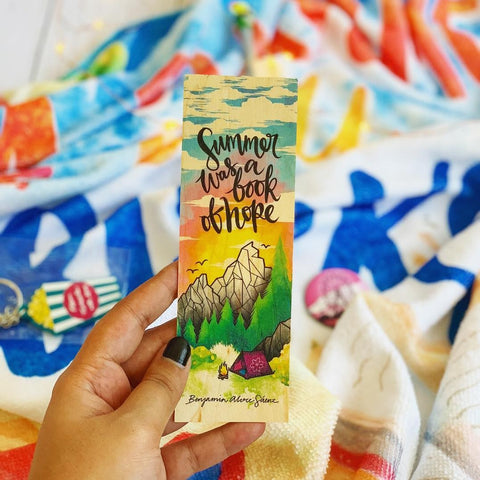 Summer
was a
book
of hope
Benjamin Alire Sáenz